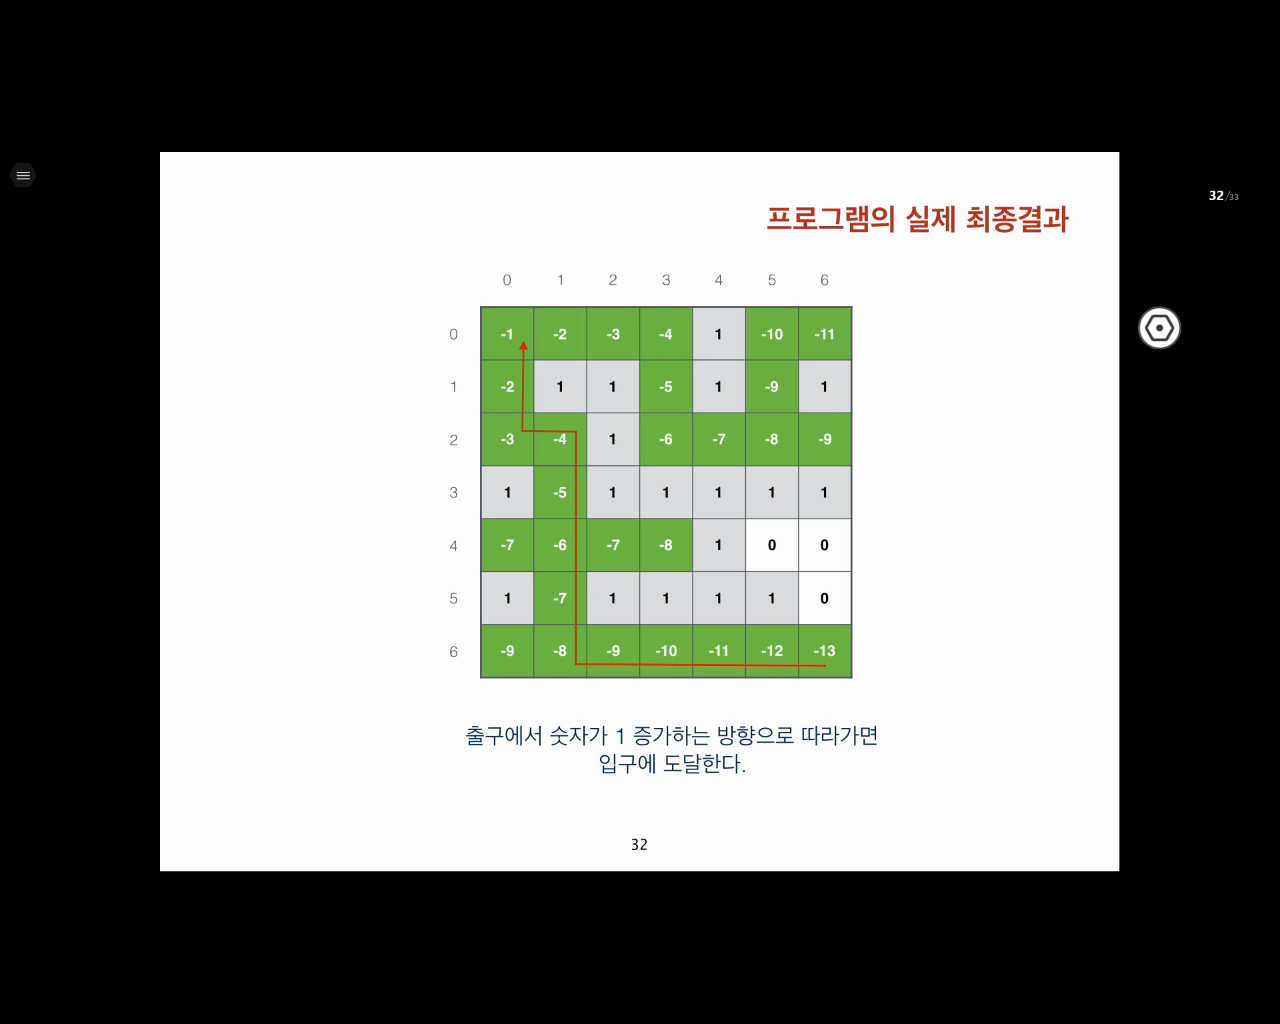 32/33
프로그램의 실제 최종결과
0 1 2 3 4 5 6
0 -1 -2 -3 -4 1 -10 -11
1 -2 1 1 -5 1 -9 1
2 -3 -4 1 -6 -7 -8 -9
3 1 -5 1 1 1 1 1
4 -7 -6 -7 -8 1 0 0
5 1 -7 1 1 1 1 0
6 -9 -8 -9 -10 -11 -12 -13
출구에서 숫자가 1 증가하는 방향으로 따라가면
입구에 도달한다.
32